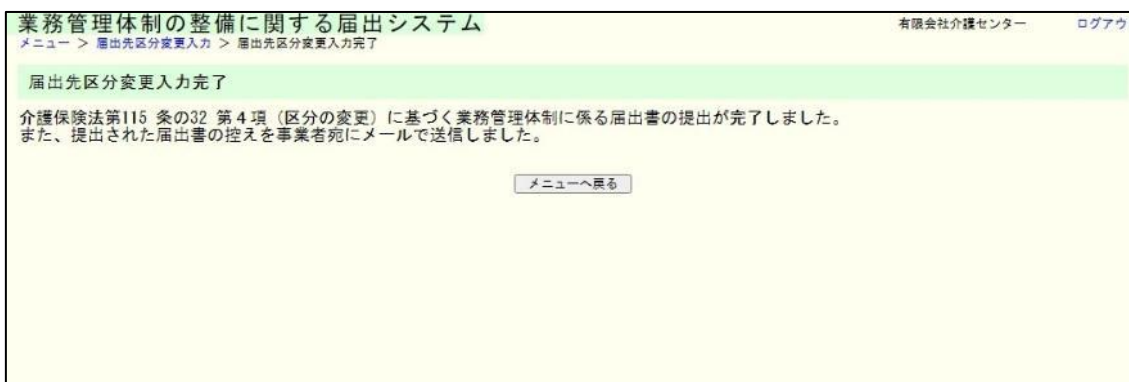 業務管理体制の整備に関する届出システム
有限会社介護センター
ログアウ
メニュー > 届出先区分変更入力 > 届出先区分変更入力完了
届出先区分変更入力完了
介護保険法第115 条の32 第4項（区分の変更）に基づく業務管理体制に係る届出書の提出が完了しました。
また、提出された届出書の控えを事業者宛にメールで送信しました。
メニューへ戻る